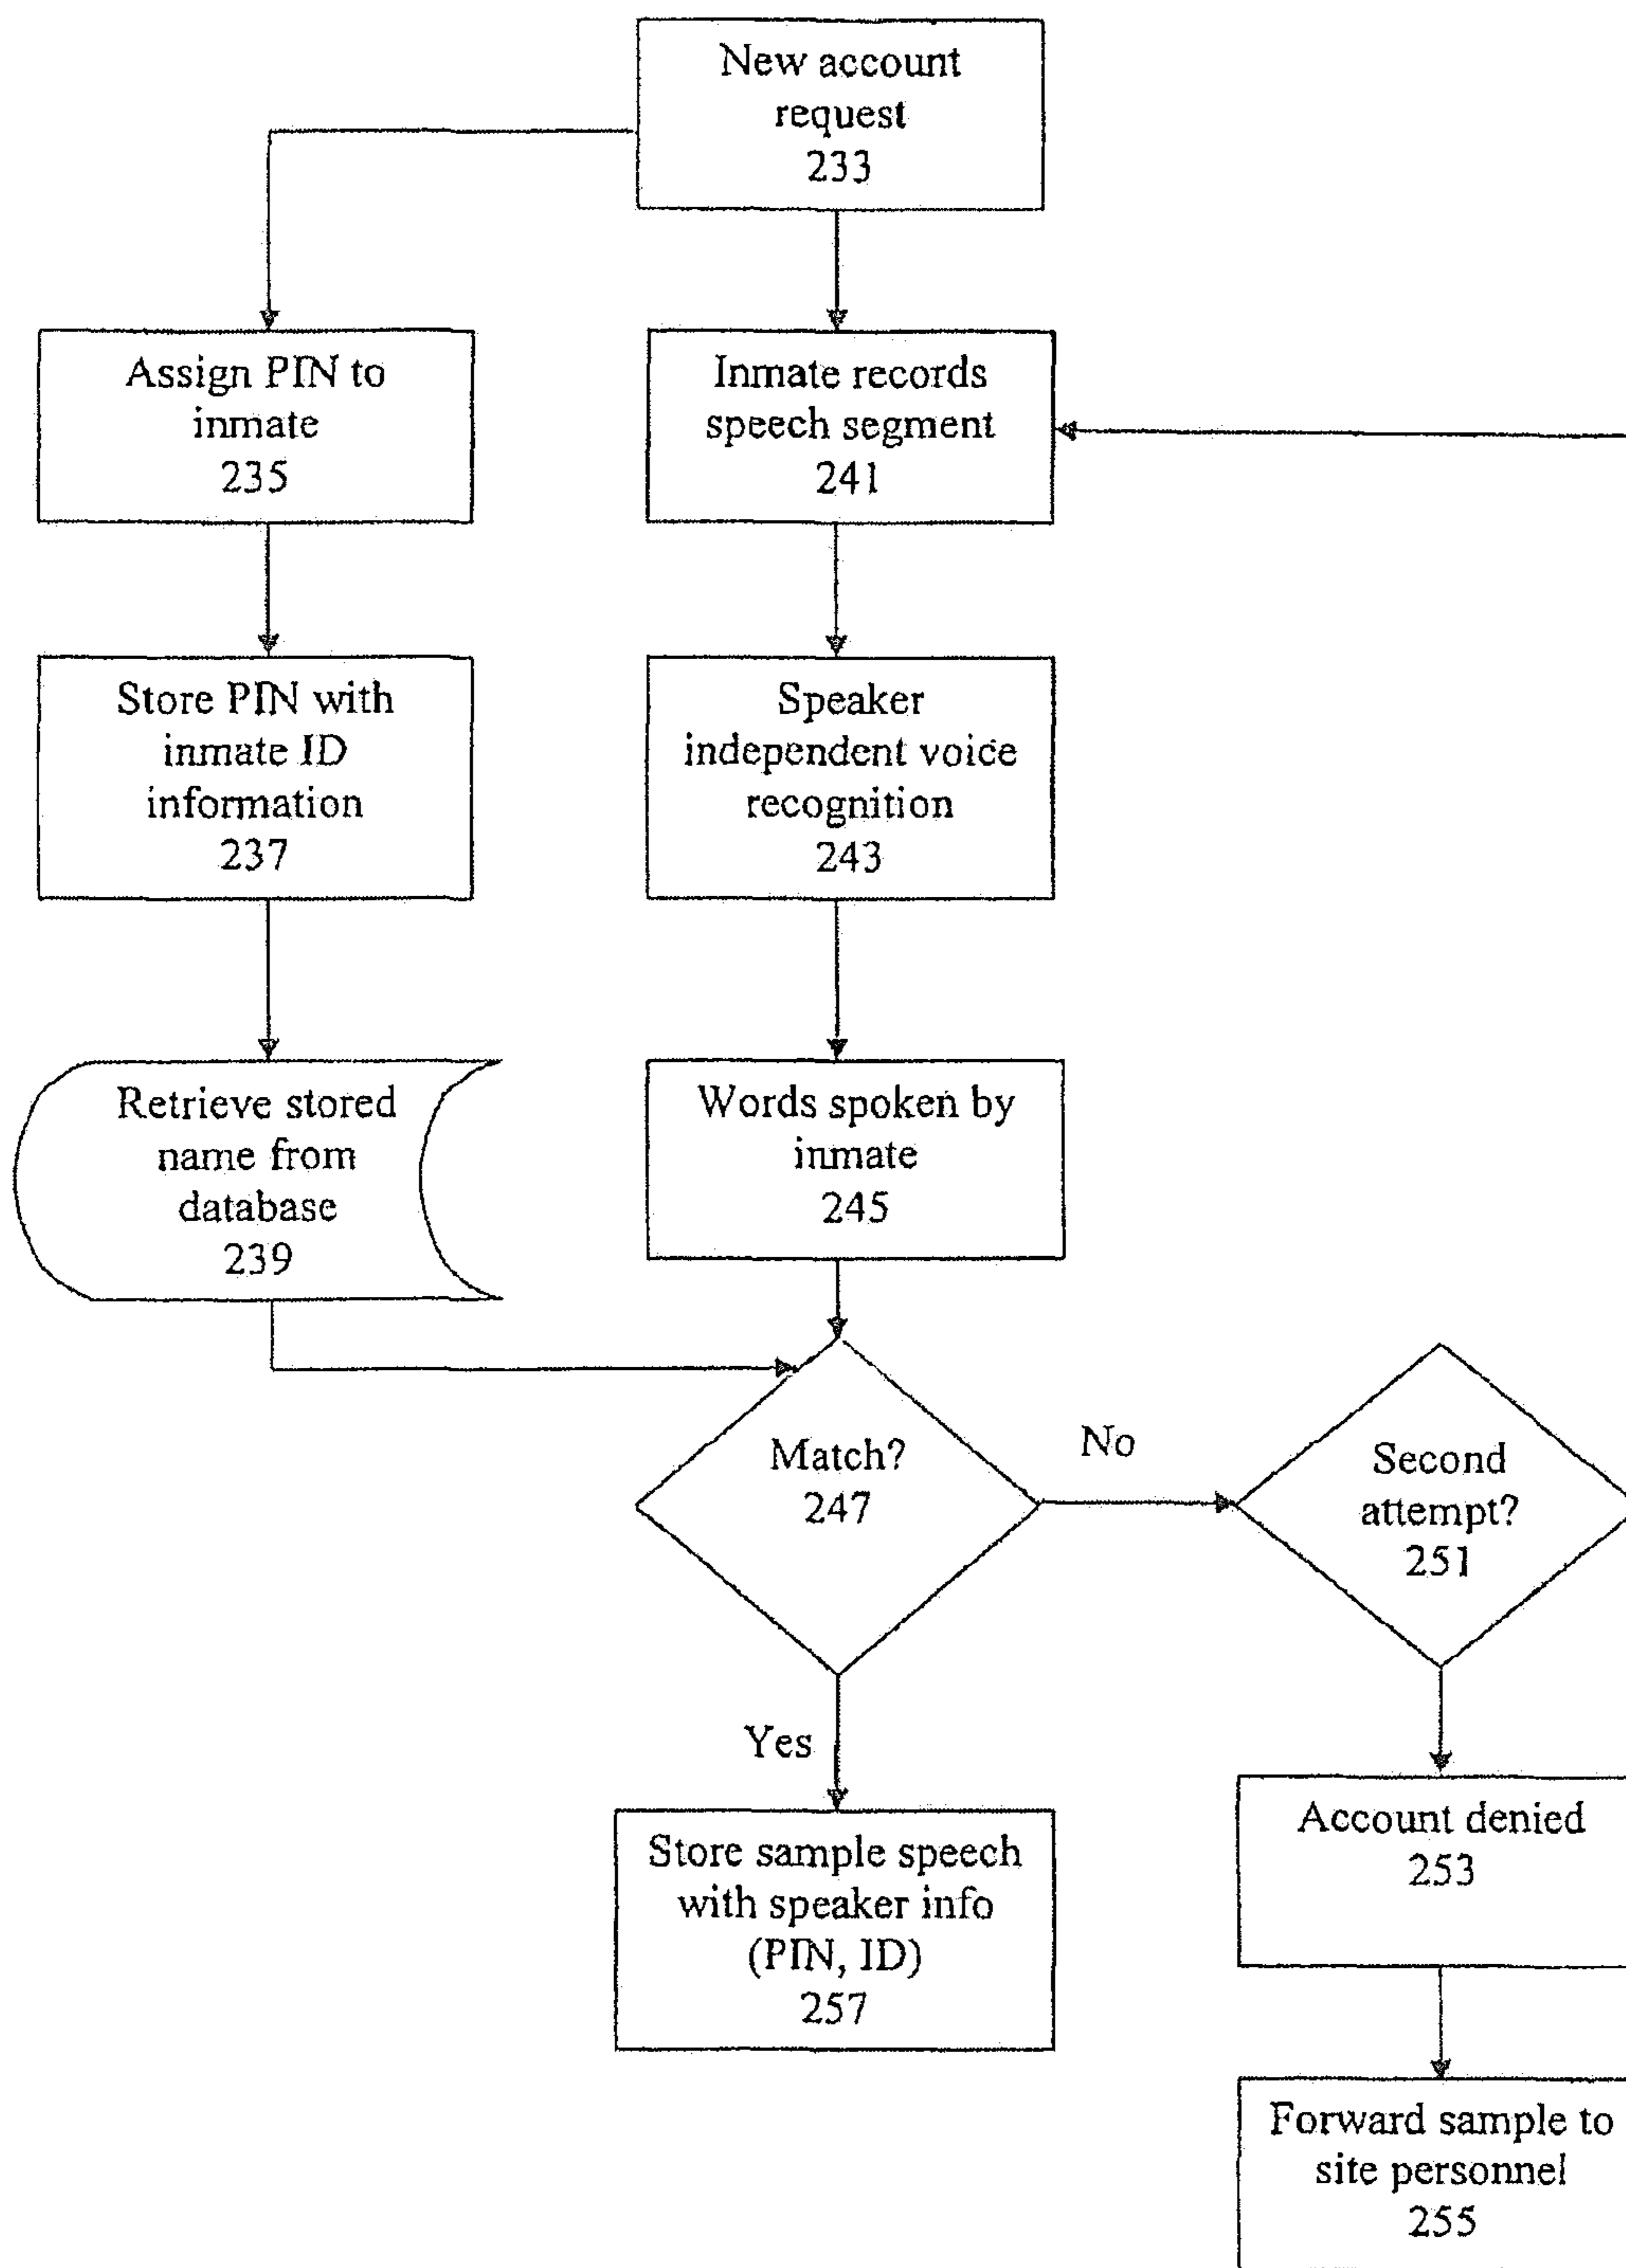 New account
request
233
Assign PIN to
inmate
235
Inmate records
speech segment
241
Store PIN with
inmate ID
information
237
Speaker
independent voice
recognition
243
Retrieve stored
name from
database
239
Words spoken by
inmate
245
Match?
247
No
Second
attempt?
251
Yes
Store sample speech
with speaker info
(PIN, ID)
257
Account denied
253
Forward sample to
site personnel
255